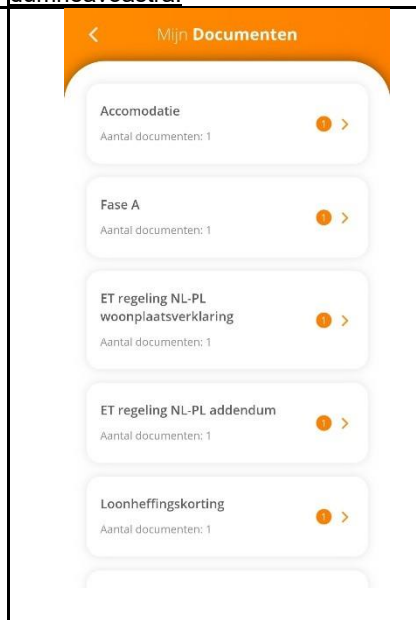 Mijn Documenten
Accomodatie
Aantal documenten: 1
1
Fase A
Aantal documenten: 1
1
ET regeling NL-PL
woonplaatsverklaring
Aantal documenten: 1
1
ET regeling NL-PL addendum
Aantal documenten: 1
1
Loonheffingskorting
Aantal documenten: 1
1